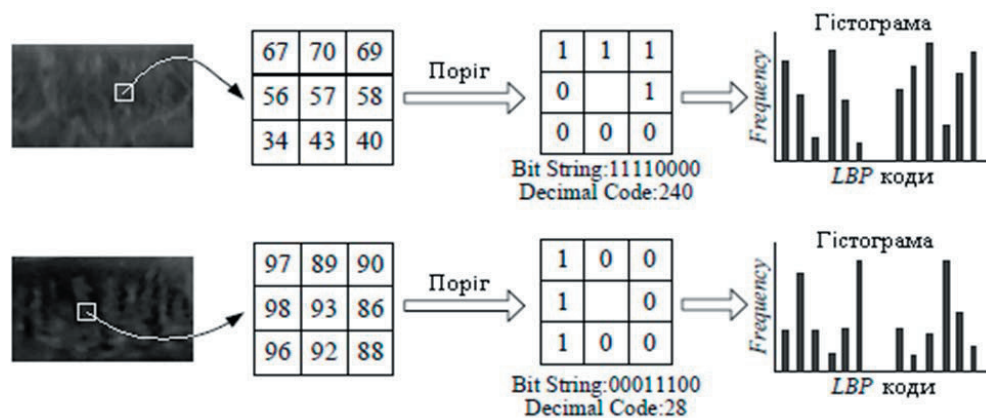 67 70 69
56 57 58
34 43 40
Поріг
1 1 1
0 1
0 0 0
Bit String:11110000
Decimal Code:240
Гістограма
Frequency
LBP коди
97 89 90
98 93 86
96 92 88
Поріг
1 0 0
1 0
1 0 0
Bit String:00011100
Decimal Code:28
Гістограма
Frequency
LBP коди